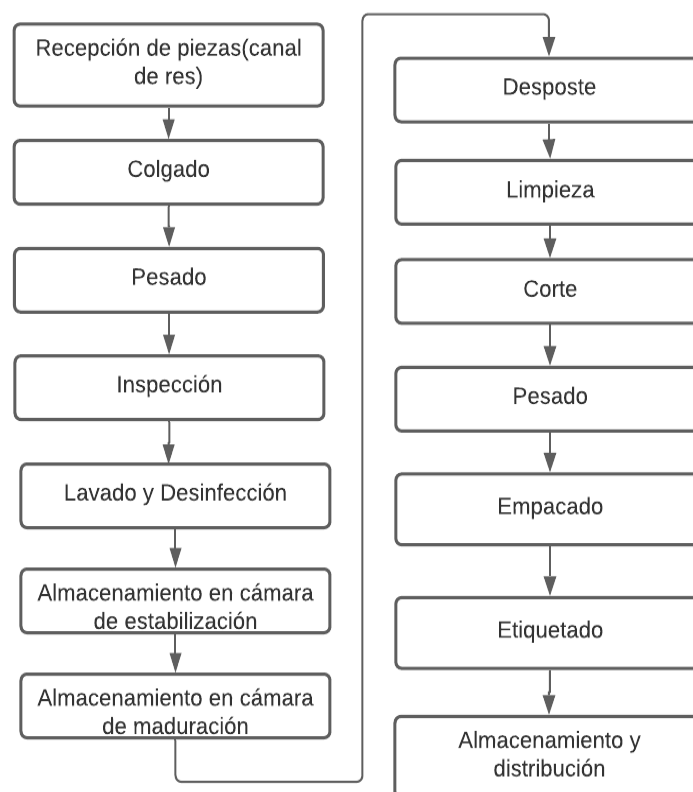 Recepción de piezas(canal
de res)
Colgado
Pesado
Inspección
Lavado y Desinfección
Almacenamiento en cámara
de estabilización
Almacenamiento en cámara
de maduración
Desposte
Limpieza
Corte
Pesado
Empacado
Etiquetado
Almacenamiento y
distribución